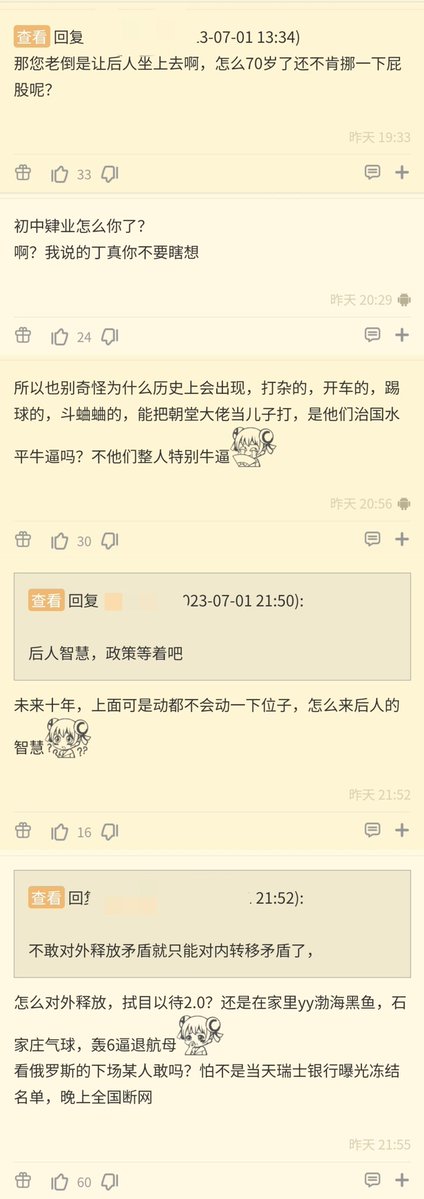 查看 回复 .3-07-01 13:34)
那您老倒是让后人坐上去啊，怎么70岁了还不肯挪一下屁
股呢？
昨天 19:33
33
初中肄业怎么你了？
啊？我说的丁真你不要瞎想
昨天 20:29
24
所以也别奇怪为什么历史上会出现，打杂的，开车的，踢
球的，斗蛐蛐的，能把朝堂大佬当儿子打，是他们治国水
平牛逼吗？不他们整人特别牛逼
昨天 20:56
30
查看 回复 023-07-01 21:50):
后人智慧，政策等着吧
未来十年，上面可是动都不会动一下位子，怎么来后人的
智慧
???
昨天 21:52
16
查看 回复 21:52):
不敢对外释放矛盾就只能对内转移矛盾了，
怎么对外释放，拭目以待2.0？还是在家里yy渤海黑鱼，石
家庄气球，轰6逼退航母
看俄罗斯的下场某人敢吗？怕不是当天瑞士银行曝光冻结
名单，晚上全国断网
昨天 21:55
60